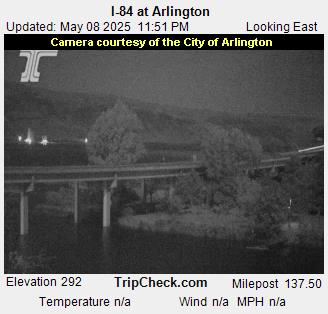 I-84 at Arlington
Updated: May 08 2025 11:51 PM Looking East
Camera courtesy of the City of Arlington
Elevation 292 TripCheck.com Milepost 137.50
Temperature n/a Wind n/a MPH n/a